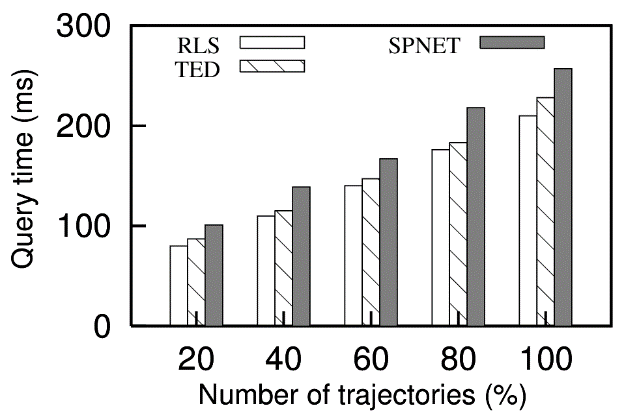 300
200
100
0
Query time (ms)
RLS
TED
SPNET
20 40 60 80 100
Number of trajectories (%)